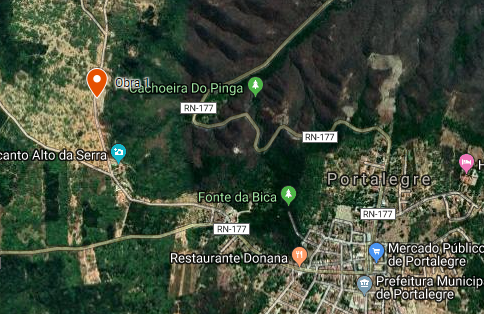 Obra 1
Cachoeira Do Pinga
RN-177
RN-177
canto Alto da Serra
Portalegre
H
Fonte da Bica
RN-177
RN-177
Restaurante Donana
Mercado Público
de Portalegre
Prefeitura Municipa
de Portalegre